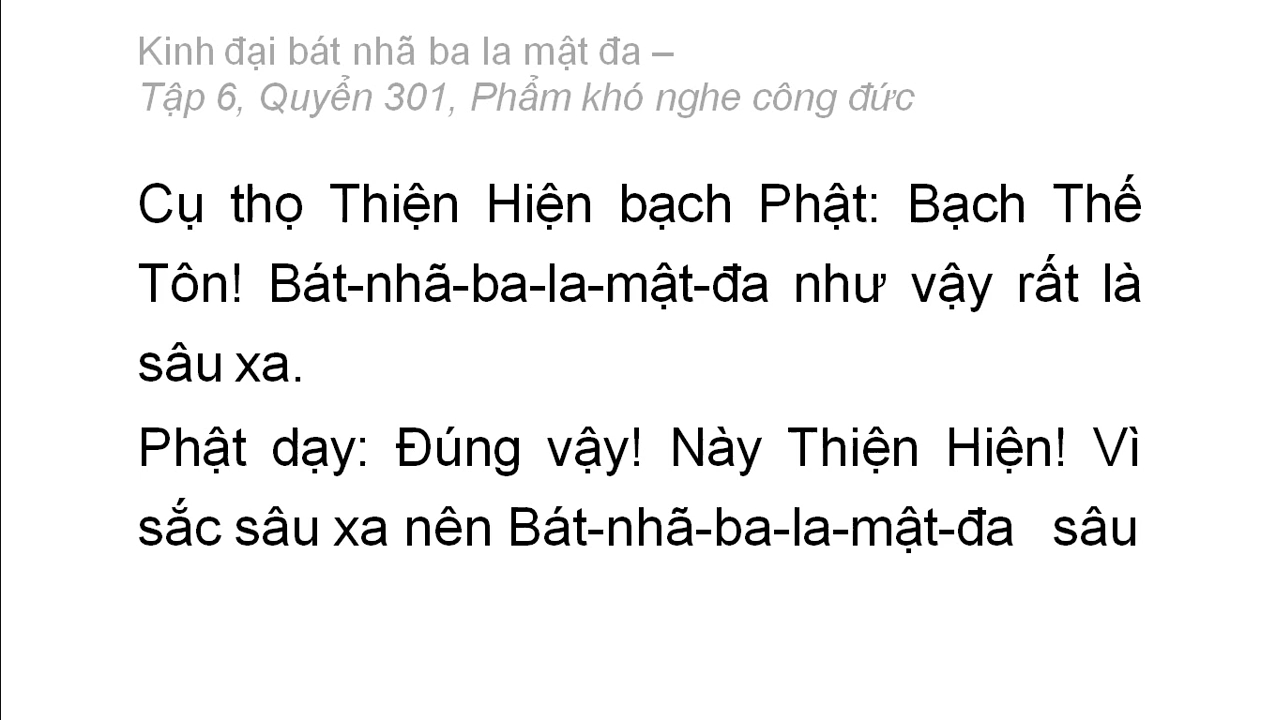 Kinh đại bát nhã ba la mật đa –
Tập 6, Quyển 301, Phẩm khó nghe công đức
Cụ thọ Thiện Hiện bạch Phật: Bạch Thế
Tôn! Bát-nhã-ba-la-mật-đa như vậy rất là
sâu xa.
Phật dạy: Đúng vậy! Này Thiện Hiện! Vì
sắc sâu xa nên Bát-nhã-ba-la-mật-đa sâu